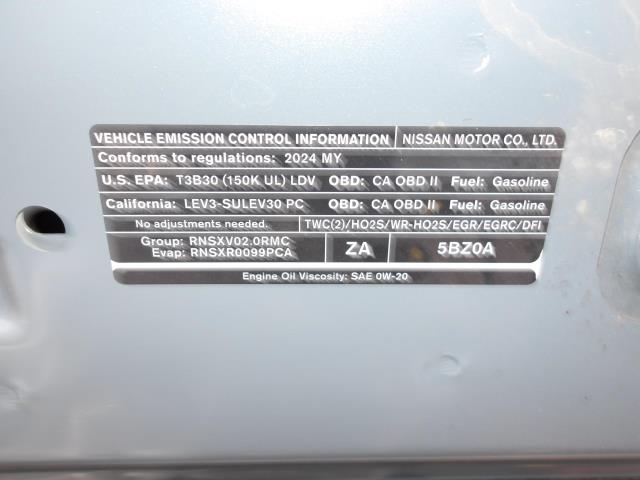 VEHICLE EMISSION CONTROL INFORMATION NISSAN MOTOR CO., LTD.
Conforms to regulations: 2024 MY
U.S. EPA: T3B30 (150K UL) LDV OBD: CA OBD II Fuel: Gasoline
California: LEV3-SULEV30 PC OBD: CA OBD II Fuel: Gasoline
No adjustments needed. TWC(2)/HO2S/WR-HO2S/EGR/EGRC/DFI
Group: RNSXV02.0RMC ZA 5BZ0A
Evap: RNSXR0099PCA
Engine Oil Viscosity: SAE 0W-20